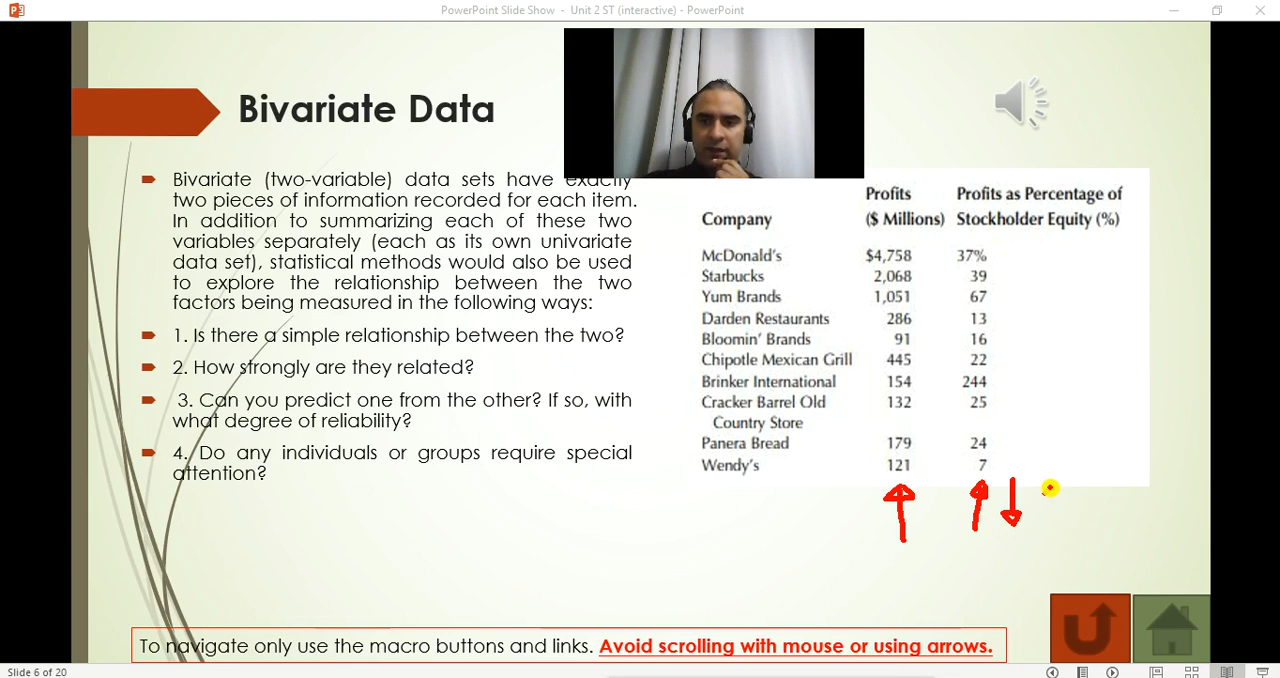 PowerPoint Slide Show - Unit 2 ST (interactive) - PowerPoint
Bivariate Data
Bivariate (two-variable) data sets have exactly
two pieces of information recorded for each item.
In addition to summarizing each of these two
variables separately (each as its own univariate
data set), statistical methods would also be used
to explore the relationship between the two
factors being measured in the following ways:
1. Is there a simple relationship between the two?
2. How strongly are they related?
3. Can you predict one from the other? If so, with
what degree of reliability?
4. Do any individuals or groups require special
attention?
Profits Profits as Percentage of
Company ($ Millions) Stockholder Equity (%)
McDonald's $4,758 37%
Starbucks 2,068 39
Yum Brands 1,051 67
Darden Restaurants 286 13
Bloomin' Brands 91 16
Chipotle Mexican Grill 445 22
Brinker International 154 244
Cracker Barrel Old 132 25
Country Store
Panera Bread 179 24
Wendy's 121 7
To navigate only use the macro buttons and links. Avoid scrolling with mouse or using arrows.
Slide 6 of 20